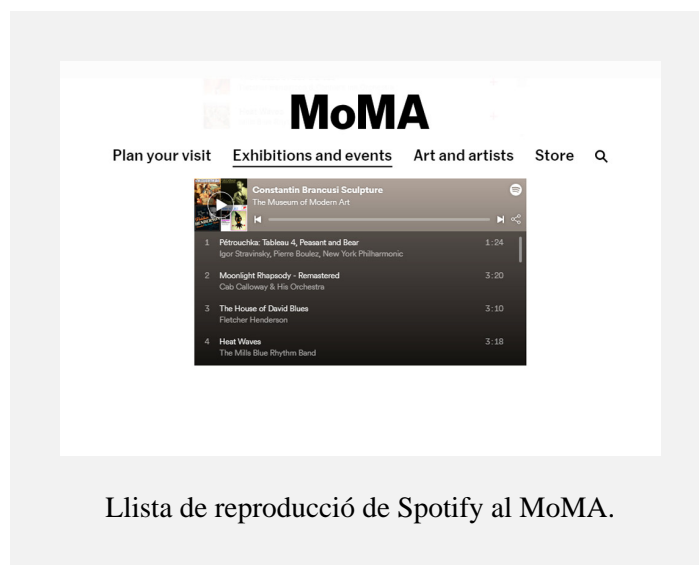 MoMA
Plan your visit Exhibitions and events Art and artists Store
Constantin Brancusi Sculpture
The Museum of Modern Art
1 Pétrouchka: Tableau 4, Peasant and Bear 1:24
Igor Stravinsky, Pierre Boulez, New York Philharmonic
2 Moonlight Rhapsody - Remastered 3:20
Cab Calloway & His Orchestra
3 The House of David Blues 3:10
Fletcher Henderson
4 Heat Waves 3:18
The Mills Blue Rhythm Band
Llista de reproducció de Spotify al MoMA.